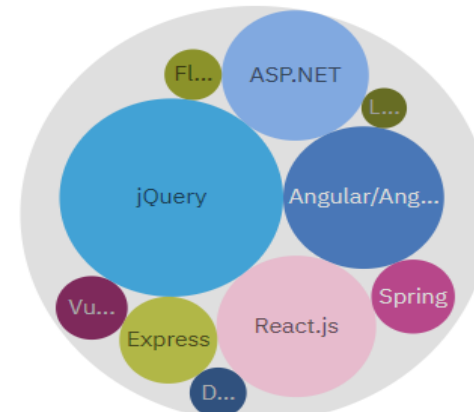 Fl...
ASP.NET
L...
jQuery
Angular/Ang...
Spring
Vu...
Express
React.js
D...